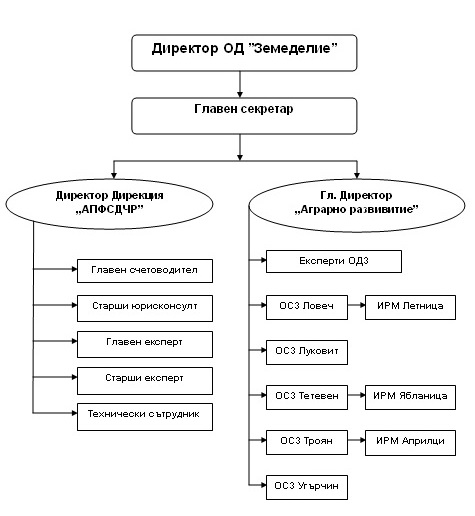 Директор ОД ”Земеделие”
Главен секретар
Директор Дирекция
„АПФСДЧР”
Гл. Директор
„Аграрно развивитие”
Главен счетоводител
Старши юрисконсулт
Главен експерт
Старши експерт
Технически сътрудник
Експерти ОДЗ
ОСЗ Ловеч
ИРМ Летница
ОСЗ Луковит
ОСЗ Тетевен
ИРМ Ябланица
ОСЗ Троян
ИРМ Априлци
ОСЗ Угърчин